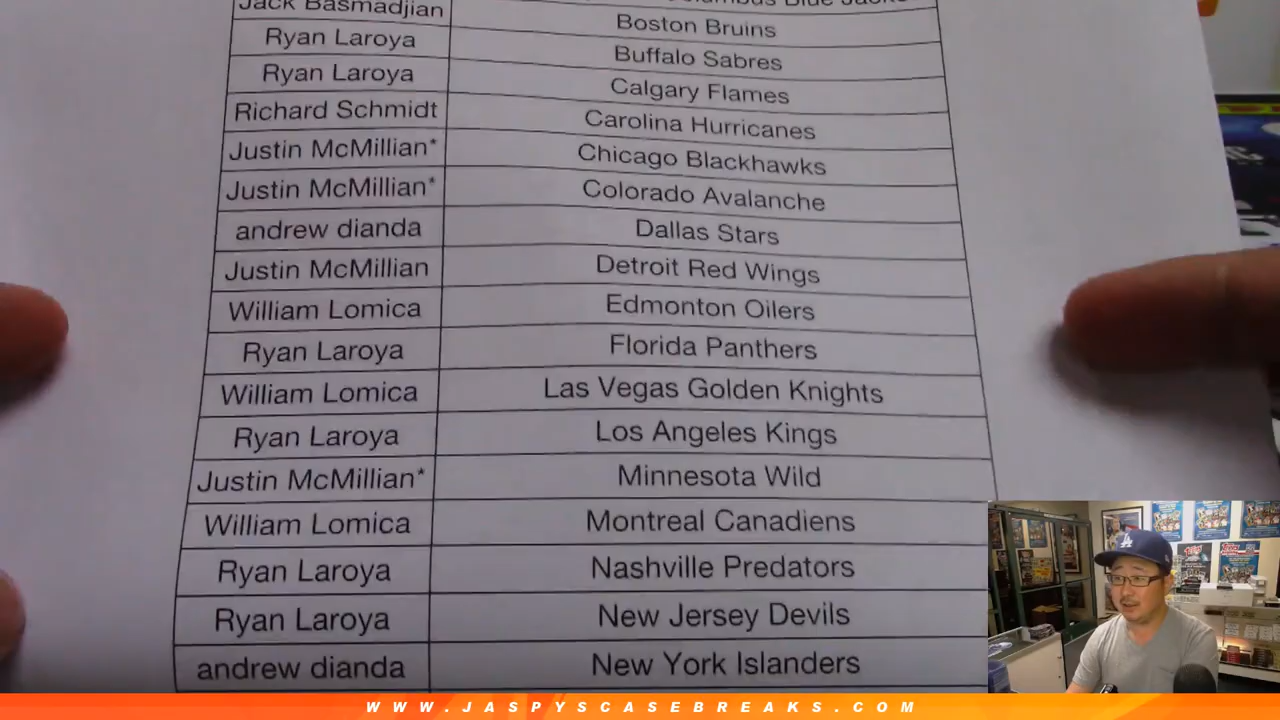 Columbus Blue Jackets
Jack Basmadjian Boston Bruins
Ryan Laroya Buffalo Sabres
Ryan Laroya Calgary Flames
Richard Schmidt Carolina Hurricanes
Justin McMillian* Chicago Blackhawks
Justin McMillian* Colorado Avalanche
andrew dianda Dallas Stars
Justin McMillian Detroit Red Wings
William Lomica Edmonton Oilers
Ryan Laroya Florida Panthers
William Lomica Las Vegas Golden Knights
Ryan Laroya Los Angeles Kings
Justin McMillian* Minnesota Wild
William Lomica Montreal Canadiens
Ryan Laroya Nashville Predators
Ryan Laroya New Jersey Devils
andrew dianda New York Islanders
WWW.JASPYSCASEBREAKS.COM